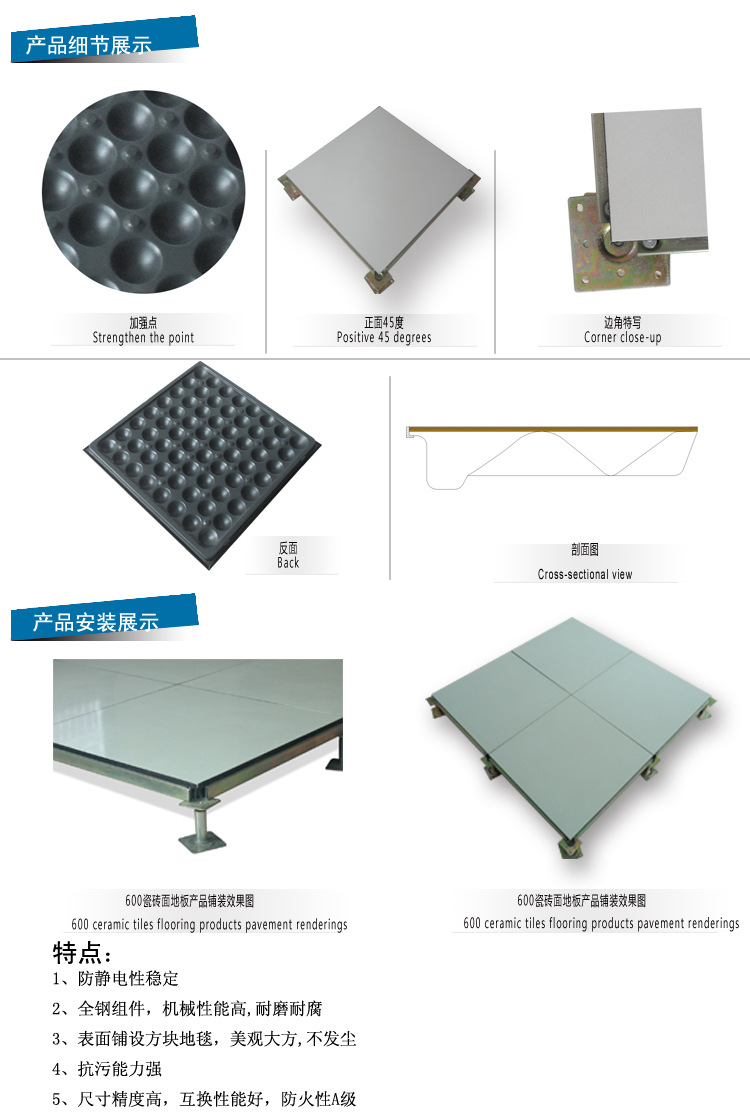 产品细节展示
加强点
Strengthen the point
正面45度
Positive 45 degrees
边角特写
Corner close-up
反面
Back
剖面图
Cross-sectional view
产品安装展示
600瓷砖面地板产品铺装效果图
600 ceramic tiles flooring products pavement renderings
600瓷砖面地板产品铺装效果图
600 ceramic tiles flooring products pavement renderings
特点:
1、防静电性稳定
2、全钢组件，机械性能高,耐磨耐腐
3、表面铺设方块地毯，美观大方,不发尘
4、抗污能力强
5、尺寸精度高，互换性能好，防火性A级